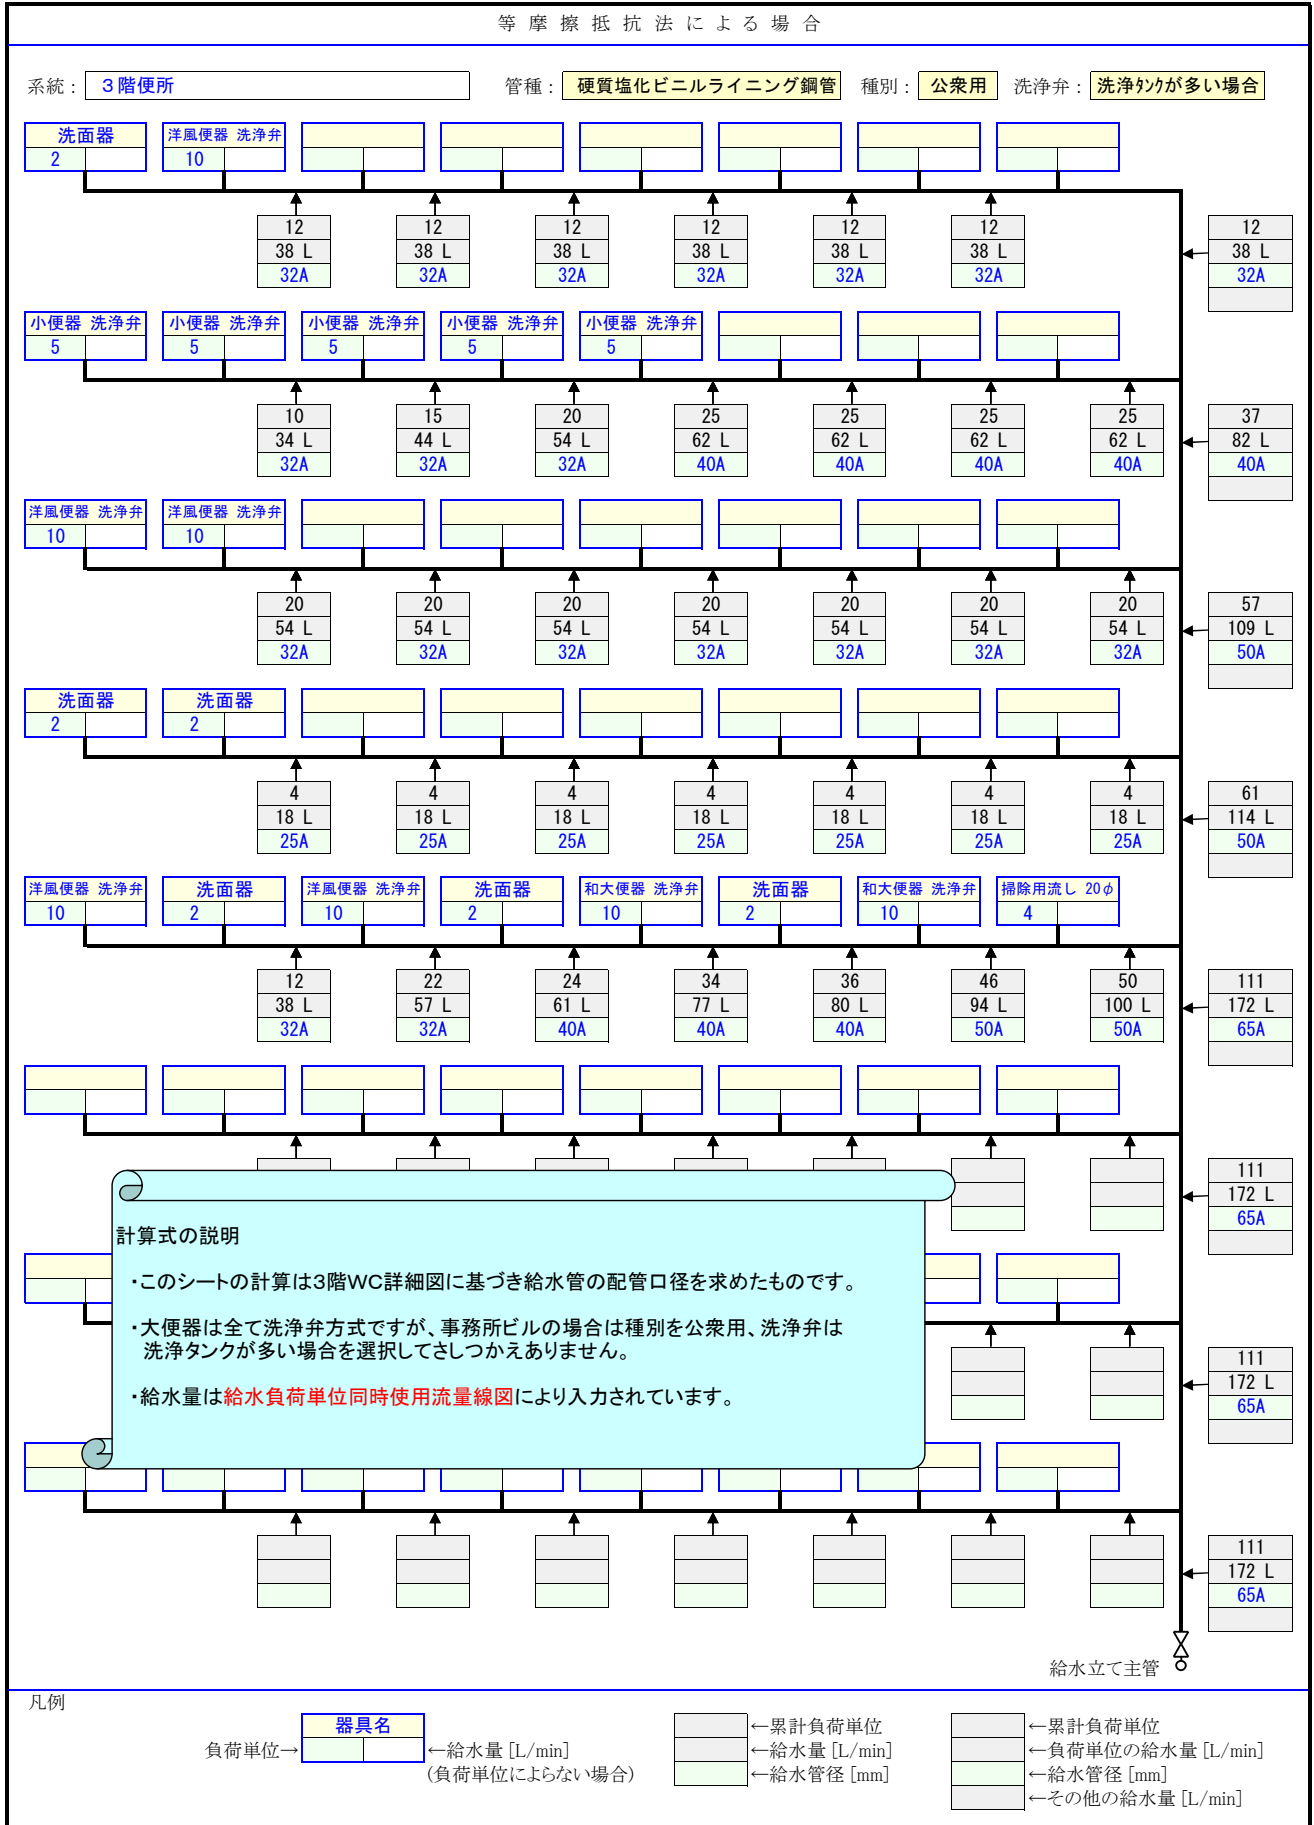 等摩擦抵抗法による場合
系統： ３階便所 管種： 硬質塩化ビニルライニング鋼管 種別： 公衆用 洗浄弁： 洗浄ﾀﾝｸが多い場合
洗面器 洋風便器 洗浄弁
2 10
12 12 12 12 12 12 12
38 L 38 L 38 L 38 L 38 L 38 L 38 L
32A 32A 32A 32A 32A 32A 32A
小便器 洗浄弁 小便器 洗浄弁 小便器 洗浄弁 小便器 洗浄弁 小便器 洗浄弁
5 5 5 5 5
10 15 20 25 25 25 25 37
34 L 44 L 54 L 62 L 62 L 62 L 62 L 82 L
32A 32A 32A 40A 40A 40A 40A 40A
洋風便器 洗浄弁 洋風便器 洗浄弁
10 10
20 20 20 20 20 20 20 57
54 L 54 L 54 L 54 L 54 L 54 L 54 L 109 L
32A 32A 32A 32A 32A 32A 32A 50A
洗面器 洗面器
2 2
4 4 4 4 4 4 4 61
18 L 18 L 18 L 18 L 18 L 18 L 18 L 114 L
25A 25A 25A 25A 25A 25A 25A 50A
洋風便器 洗浄弁 洗面器 洋風便器 洗浄弁 洗面器 和大便器 洗浄弁 洗面器 和大便器 洗浄弁 掃除用流し 20φ
10 2 10 2 10 2 10 4
12 22 24 34 36 46 50 111
38 L 57 L 61 L 77 L 80 L 94 L 100 L 172 L
32A 32A 40A 40A 40A 50A 50A 65A
111
172 L
65A
計算式の説明
・このシートの計算は3階WC詳細図に基づき給水管の配管口径を求めたものです。
・大便器は全て洗浄弁方式ですが、事務所ビルの場合は種別を公衆用、洗浄弁は
洗浄タンクが多い場合を選択してさしつかえありません。
・給水量は給水負荷単位同時使用流量線図により入力されています。
111
172 L
65A
111
172 L
65A
給水立て主管
凡例
器具名 ←累計負荷単位 ←累計負荷単位
負荷単位→ ←給水量 [L/min] ←給水量 [L/min] ←負荷単位の給水量 [L/min]
(負荷単位によらない場合) ←給水管径 [mm] ←給水管径 [mm]
←その他の給水量 [L/min]